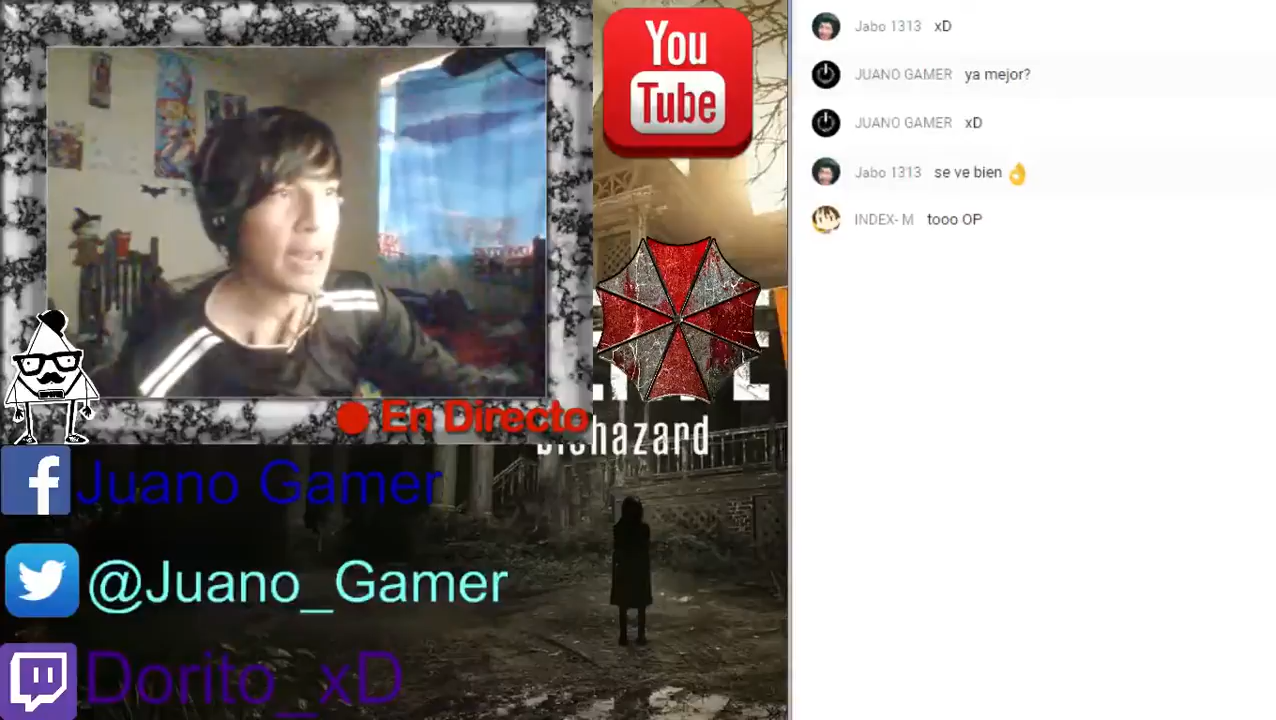 You
Tube
En Directo
biohazard
Juano Gamer
@Juano_Gamer
Dorito_xD
Jabo 1313 xD
JUANO GAMER ya mejor?
JUANO GAMER xD
Jabo 1313 se ve bien 👌
INDEX- M tooo OP